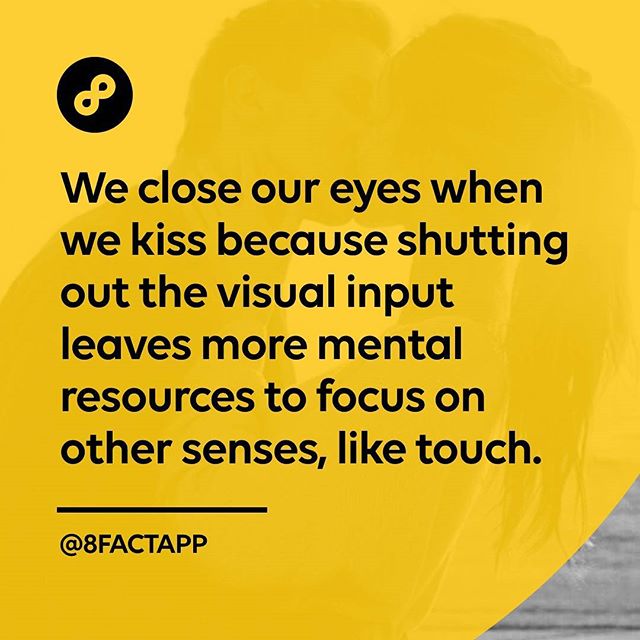 We close our eyes when
we kiss because shutting
out the visual input
leaves more mental
resources to focus on
other senses, like touch.
@8FACTAPP